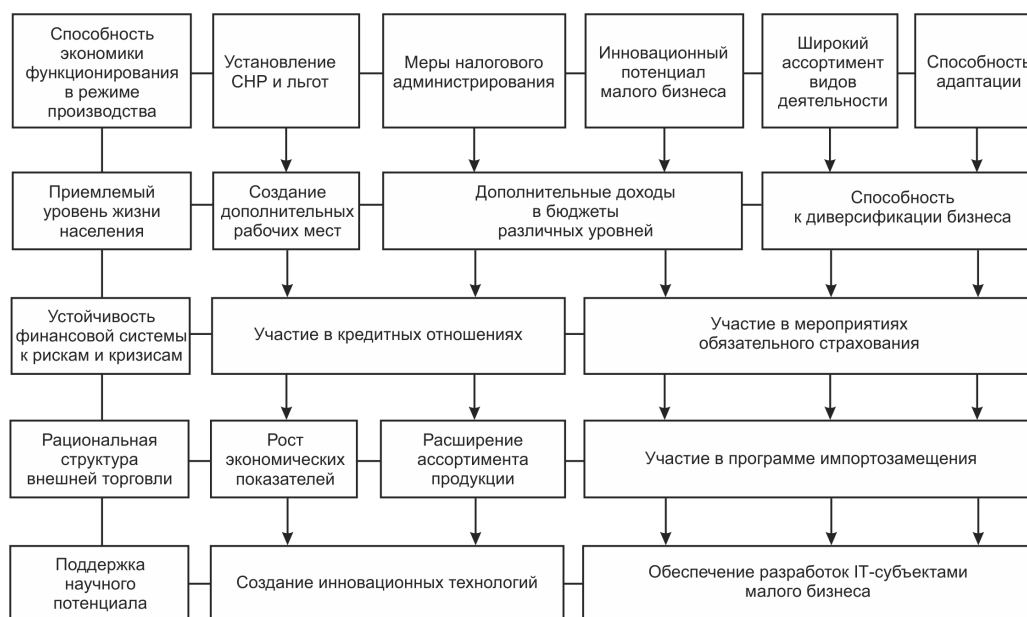 Способность
экономики
функционирования
в режиме
производства
Установление
СНР и льгот
Меры налогового
администрирования
Инновационный
потенциал
малого бизнеса
Широкий
ассортимент
видов
деятельности
Способность
адаптации
Приемлемый
уровень жизни
населения
Создание
дополнительных
рабочих мест
Дополнительные доходы
в бюджеты
различных уровней
Способность
к диверсификации бизнеса
Устойчивость
финансовой системы
к рискам и кризисам
Участие в кредитных отношениях
Участие в мероприятиях
обязательного страхования
Рациональная
структура
внешней торговли
Рост
экономических
показателей
Расширение
ассортимента
продукции
Участие в программе импортозамещения
Поддержка
научного
потенциала
Создание инновационных технологий
Обеспечение разработок IT-субъектами
малого бизнеса